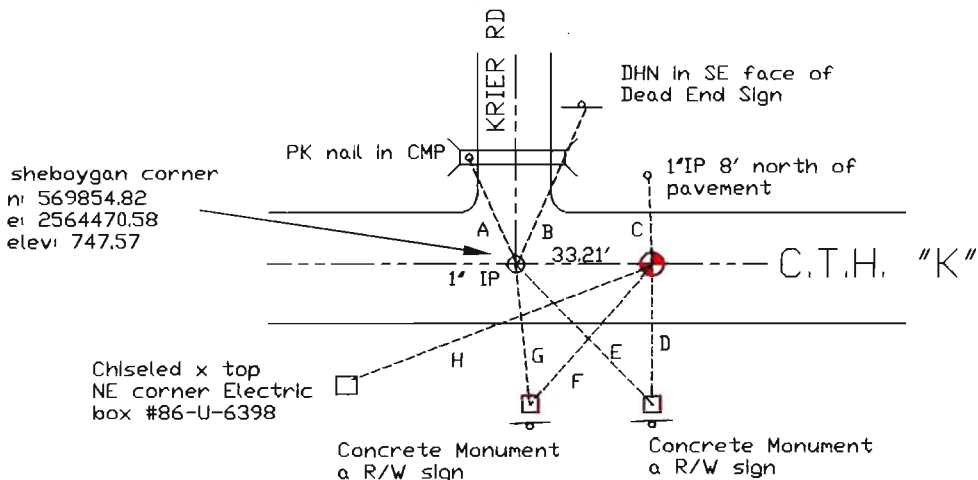 KRIER RD
DHN in SE face of
Dead End Sign
PK nail in CMP
1"IP 8' north of
pavement
sheboygan corner
n: 569854.82
e: 2564470.58
elev: 747.57
A
B
C
33.21'
1" IP
C.T.H. "K"
H
G
F
E
D
Chiseled x top
NE corner Electric
box #86-U-6398
Concrete Monument
a R/W sign
Concrete Monument
a R/W sign